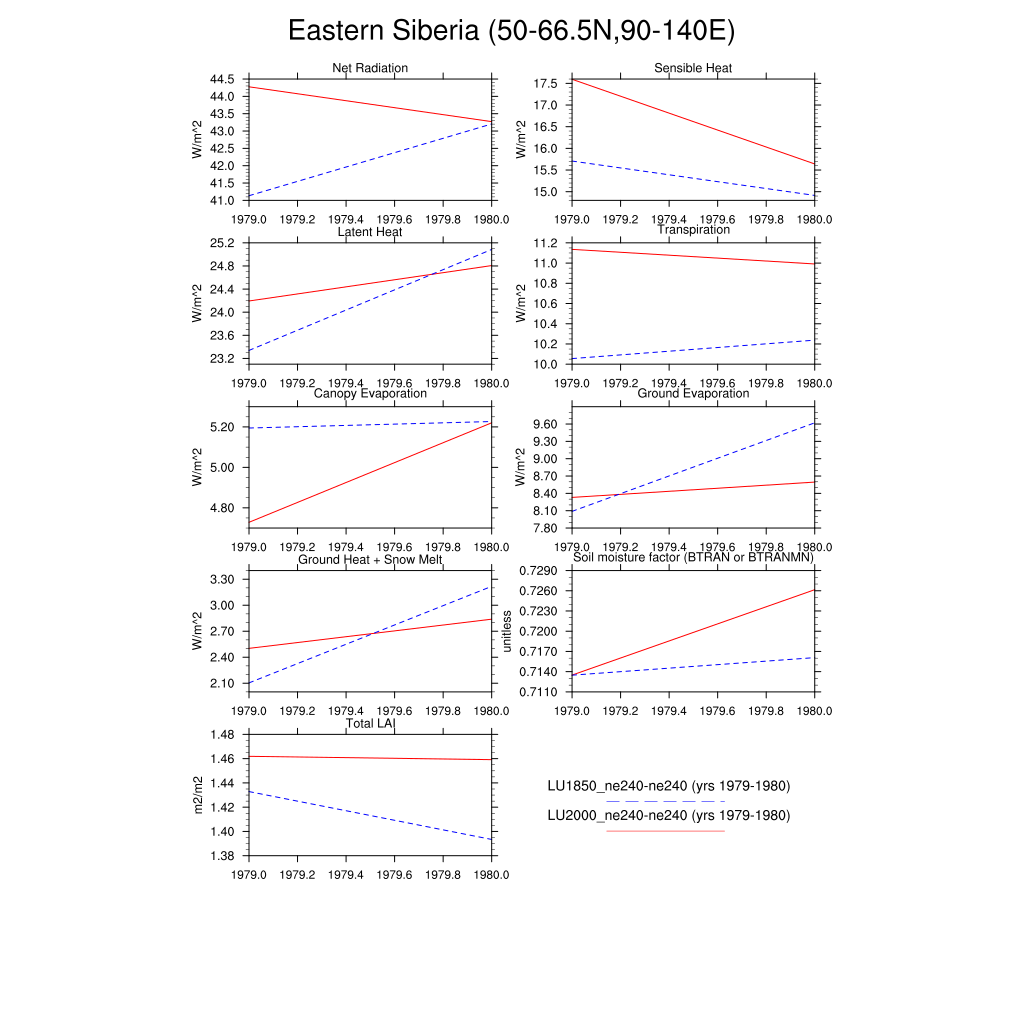 Eastern Siberia (50-66.5N,90-140E)
Net Radiation
W/m^2
44.5
44.0
43.5
43.0
42.5
42.0
41.5
41.0
1979.0 1979.2 1979.4 1979.6 1979.8 1980.0
Sensible Heat
W/m^2
17.5
17.0
16.5
16.0
15.5
15.0
1979.0 1979.2 1979.4 1979.6 1979.8 1980.0
Latent Heat
W/m^2
25.2
24.8
24.4
24.0
23.6
23.2
1979.0 1979.2 1979.4 1979.6 1979.8 1980.0
Transpiration
W/m^2
11.2
11.0
10.8
10.6
10.4
10.2
10.0
1979.0 1979.2 1979.4 1979.6 1979.8 1980.0
Canopy Evaporation
W/m^2
5.20
5.00
4.80
1979.0 1979.2 1979.4 1979.6 1979.8 1980.0
Ground Evaporation
W/m^2
9.60
9.30
9.00
8.70
8.40
8.10
7.80
1979.0 1979.2 1979.4 1979.6 1979.8 1980.0
Ground Heat + Snow Melt
W/m^2
3.30
3.00
2.70
2.40
2.10
1979.0 1979.2 1979.4 1979.6 1979.8 1980.0
Soil moisture factor (BTRAN or BTRANMN)
unitless
0.7290
0.7260
0.7230
0.7200
0.7170
0.7140
0.7110
1979.0 1979.2 1979.4 1979.6 1979.8 1980.0
Total LAI
m2/m2
1.48
1.46
1.44
1.42
1.40
1.38
1979.0 1979.2 1979.4 1979.6 1979.8 1980.0
LU1850_ne240-ne240 (yrs 1979-1980)
LU2000_ne240-ne240 (yrs 1979-1980)